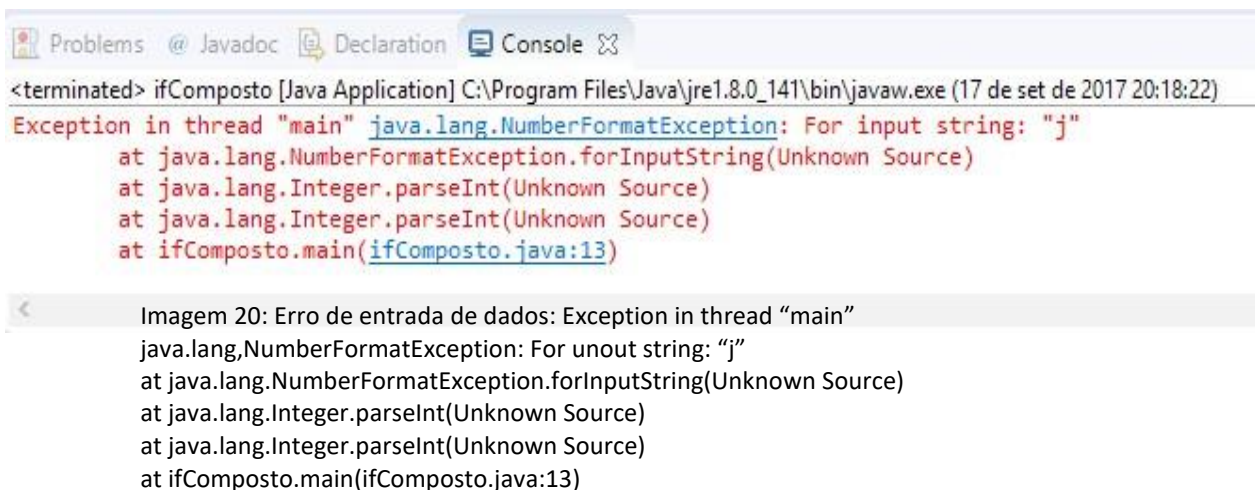 Problems @ Javadoc Declaration Console
<terminated> ifComposto [Java Application] C:\Program Files\Java\jre1.8.0_141\bin\javaw.exe (17 de set de 2017 20:18:22)
Exception in thread "main" java.lang.NumberFormatException: For input string: "j"
at java.lang.NumberFormatException.forInputString(Unknown Source)
at java.lang.Integer.parseInt(Unknown Source)
at java.lang.Integer.parseInt(Unknown Source)
at ifComposto.main(ifComposto.java:13)
Imagem 20: Erro de entrada de dados: Exception in thread “main”
java.lang,NumberFormatException: For unout string: “j”
at java.lang.NumberFormatException.forInputString(Unknown Source)
at java.lang.Integer.parseInt(Unknown Source)
at java.lang.Integer.parseInt(Unknown Source)
at ifComposto.main(ifComposto.java:13)